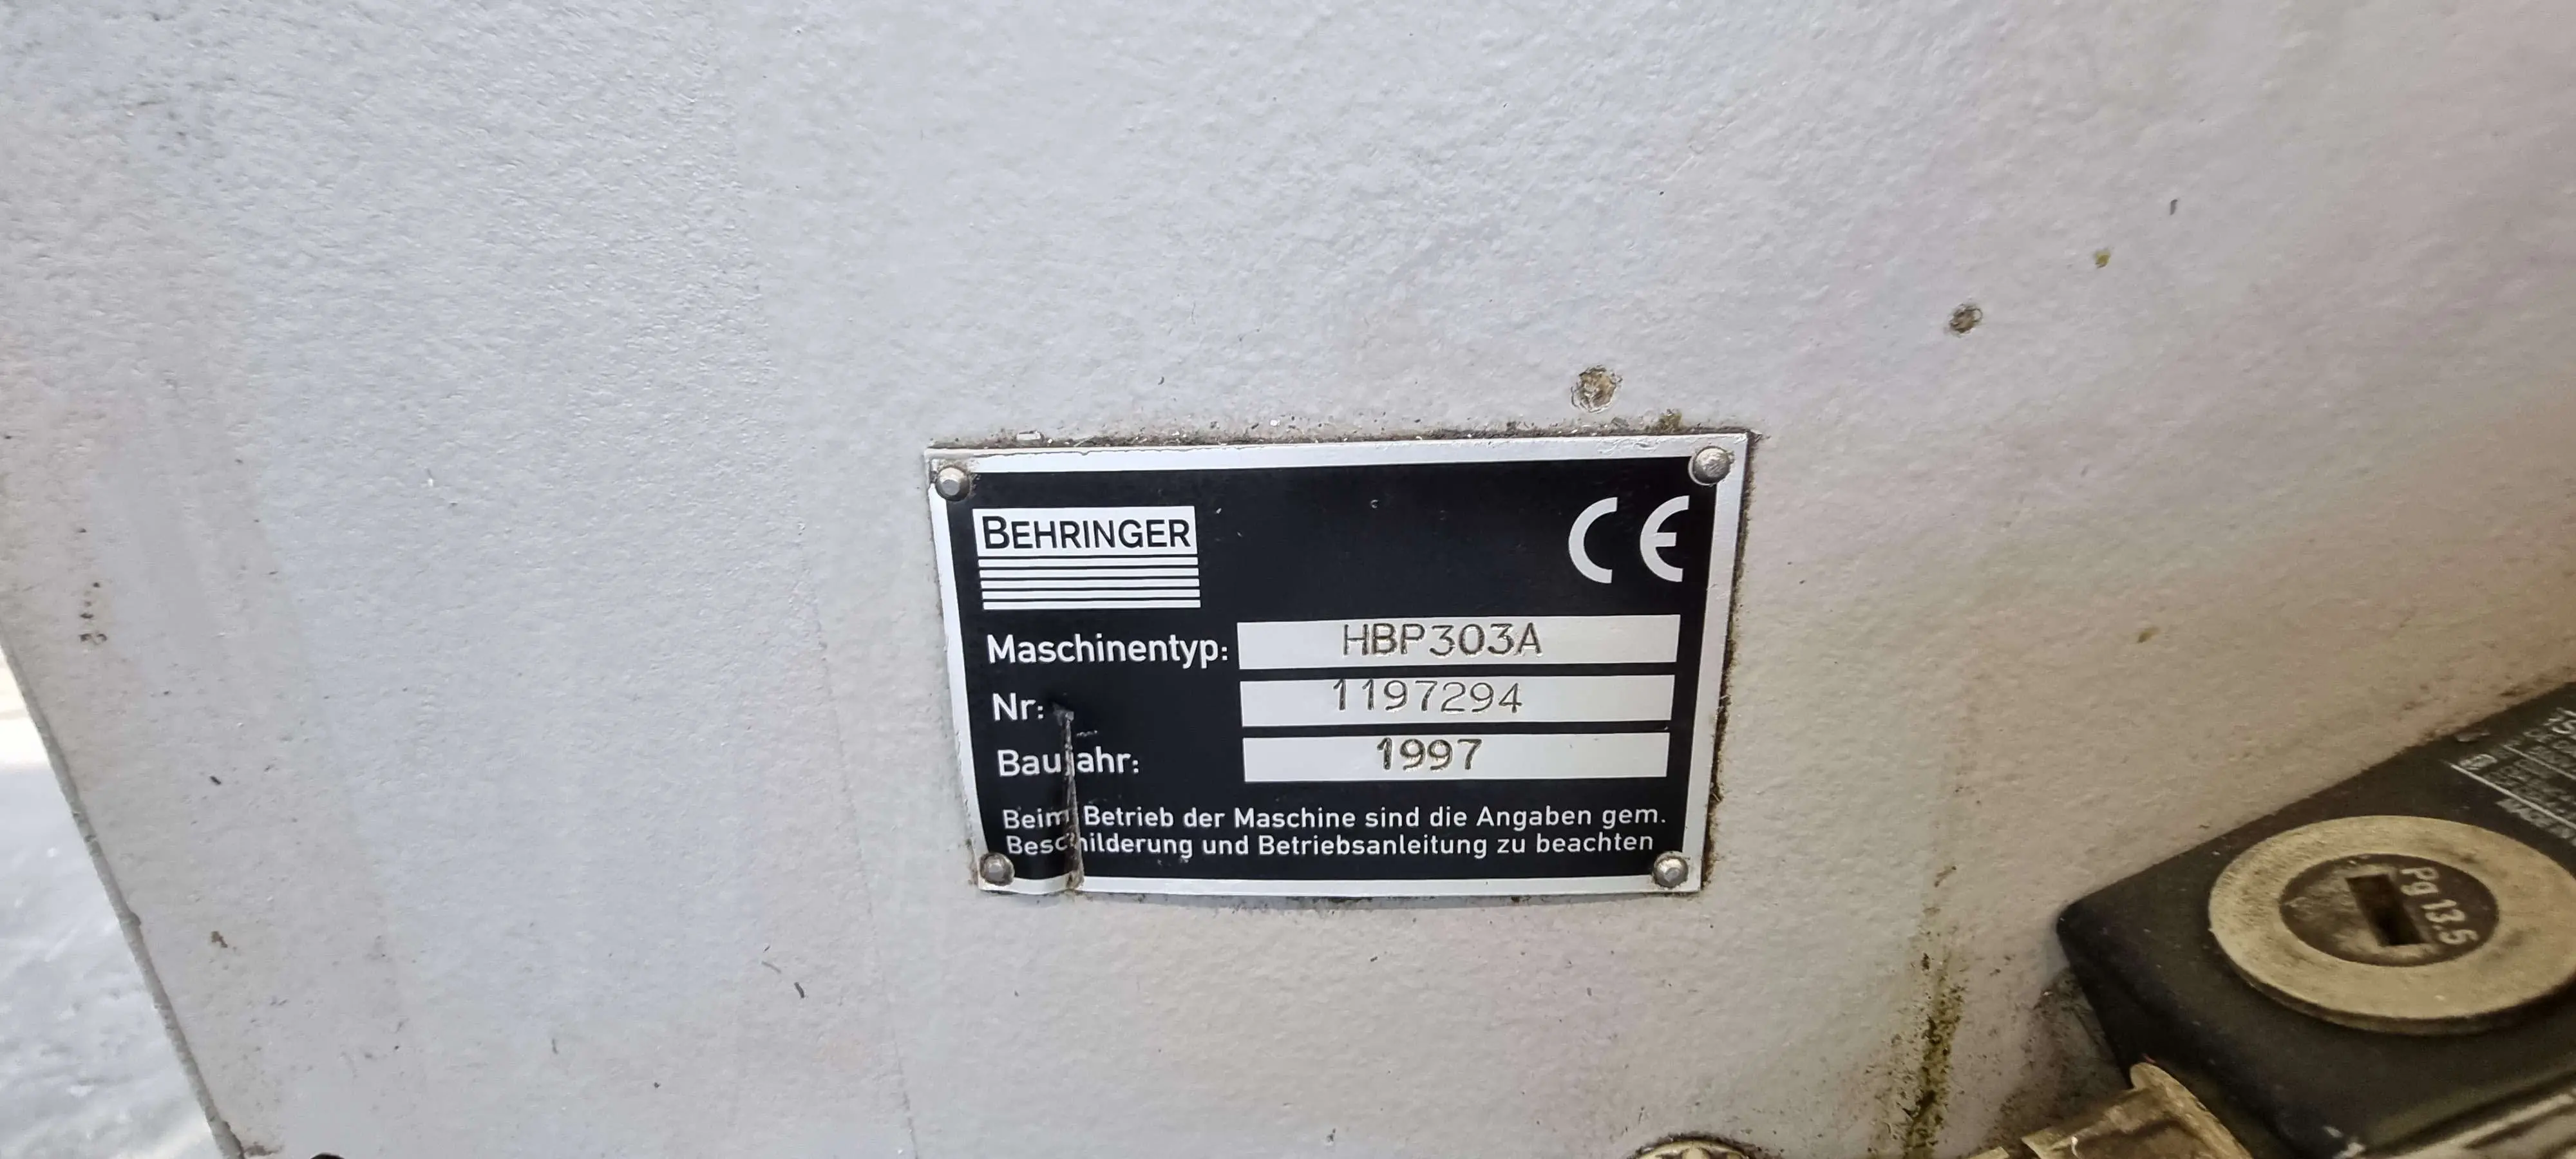 BEHRINGER
CE
Maschinentyp: HBP303A
Nr: 1197294
Baujahr: 1997
Beim Betrieb der Maschine sind die Angaben gem.
Beschilderung und Betriebsanleitung zu beachten
Pg 13.5